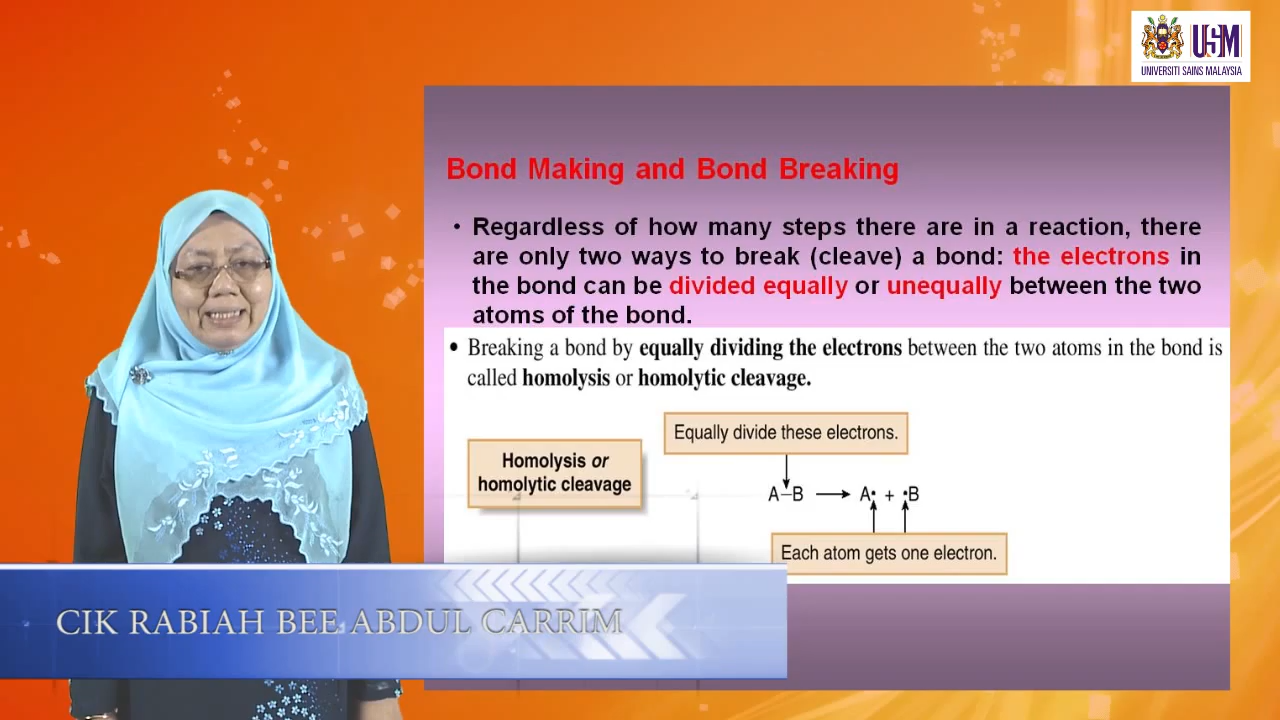 USM
UNIVERSITI SAINS MALAYSIA
Bond Making and Bond Breaking
• Regardless of how many steps there are in a reaction, there
are only two ways to break (cleave) a bond: the electrons in
the bond can be divided equally or unequally between the two
atoms of the bond.
• Breaking a bond by equally dividing the electrons between the two atoms in the bond is
called homolysis or homolytic cleavage.
Equally divide these electrons.
Homolysis or
homolytic cleavage
A–B ⟶ A• + •B
Each atom gets one electron.
CIK RABIAH BEE ABDUL CARRIM